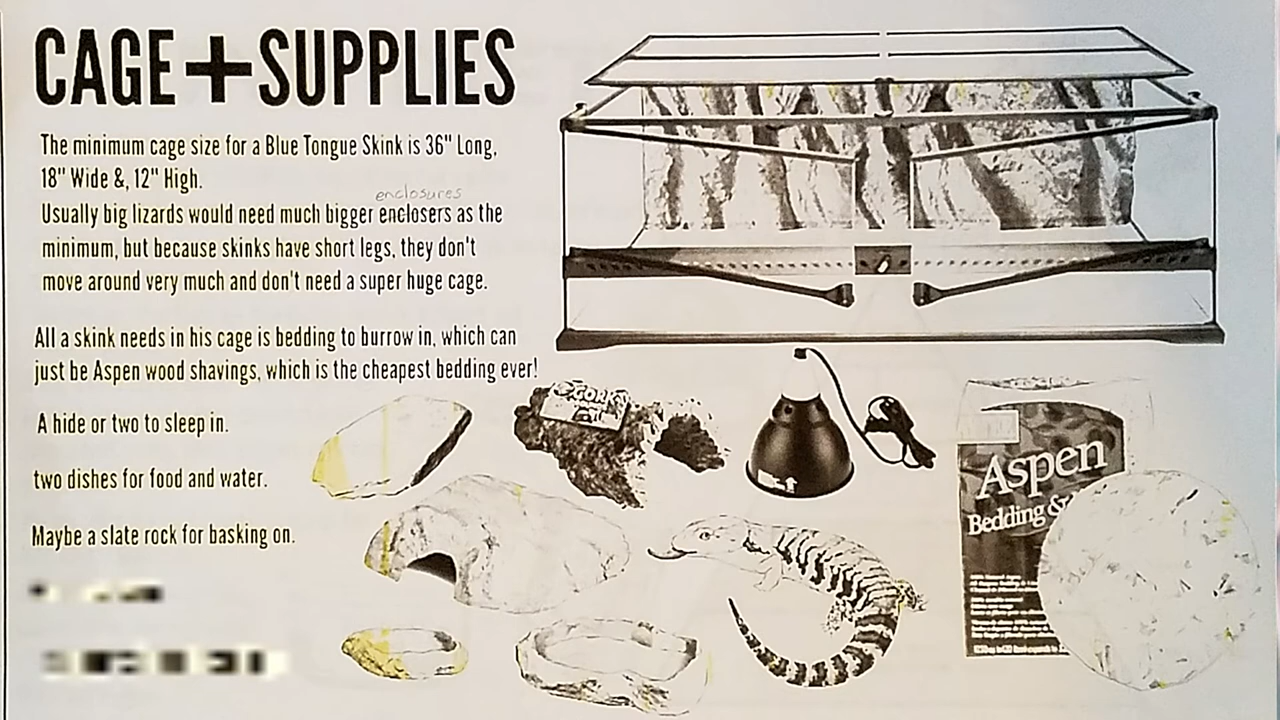 CAGE+SUPPLIES
The minimum cage size for a Blue Tongue Skink is 36" Long,
18" Wide &, 12" High.
enclosures
Usually big lizards would need much bigger enclosers as the
minimum, but because skinks have short legs, they don't
move around very much and don't need a super huge cage.
All a skink needs in his cage is bedding to burrow in, which can
just be Aspen wood shavings, which is the cheapest bedding ever!
A hide or two to sleep in.
two dishes for food and water.
Maybe a slate rock for basking on.
CORK
Aspen
Bedding &